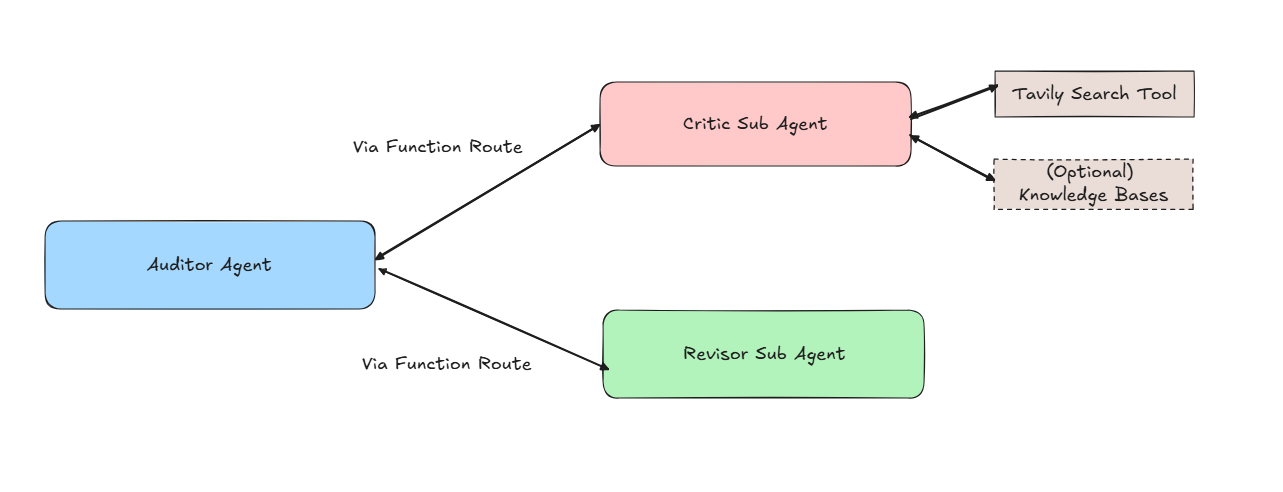 Tavily Search Tool
Critic Sub Agent
Via Function Route
(Optional)
Knowledge Bases
Auditor Agent
Revisor Sub Agent
Via Function Route